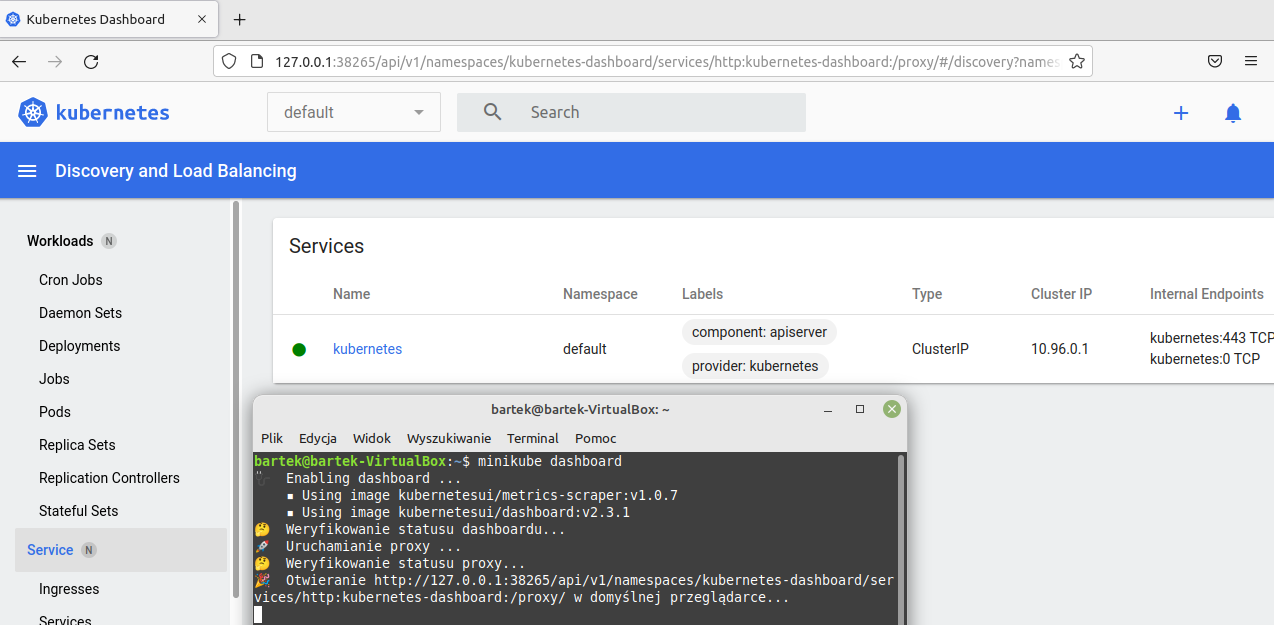 Kubernetes Dashboard
127.0.0.1:38265/api/v1/namespaces/kubernetes-dashboard/services/http:kubernetes-dashboard:/proxy/#/discovery?names
kubernetes
default
Search
Discovery and Load Balancing
Workloads N
Cron Jobs
Daemon Sets
Deployments
Jobs
Pods
Replica Sets
Replication Controllers
Stateful Sets
Service N
Ingresses
Services
Services
Name Namespace Labels Type Cluster IP Internal Endpoints
kubernetes default component: apiserver ClusterIP 10.96.0.1 kubernetes:443 TCP
provider: kubernetes kubernetes:0 TCP
bartek@bartek-VirtualBox: ~
Plik Edycja Widok Wyszukiwanie Terminal Pomoc
bartek@bartek-VirtualBox:~$ minikube dashboard
Enabling dashboard ...
▪ Using image kubernetesui/metrics-scraper:v1.0.7
▪ Using image kubernetesui/dashboard:v2.3.1
🤔 Weryfikowanie statusu dashboardu...
🚀 Uruchamianie proxy ...
🤔 Weryfikowanie statusu proxy...
🎉 Otwieranie http://127.0.0.1:38265/api/v1/namespaces/kubernetes-dashboard/ser
vices/http:kubernetes-dashboard:/proxy/ w domyślnej przeglądarce...